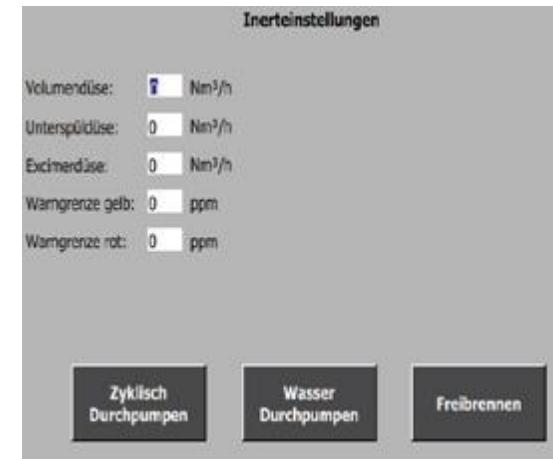 Inerteinstellungen
Volumendüse: 0 Nm³/h
Unterspüldüse: 0 Nm³/h
Excimerdüse: 0 Nm³/h
Warngrenze gelb: 0 ppm
Warngrenze rot: 0 ppm
Zyklisch Wasser Freibrennen
Durchpumpen Durchpumpen